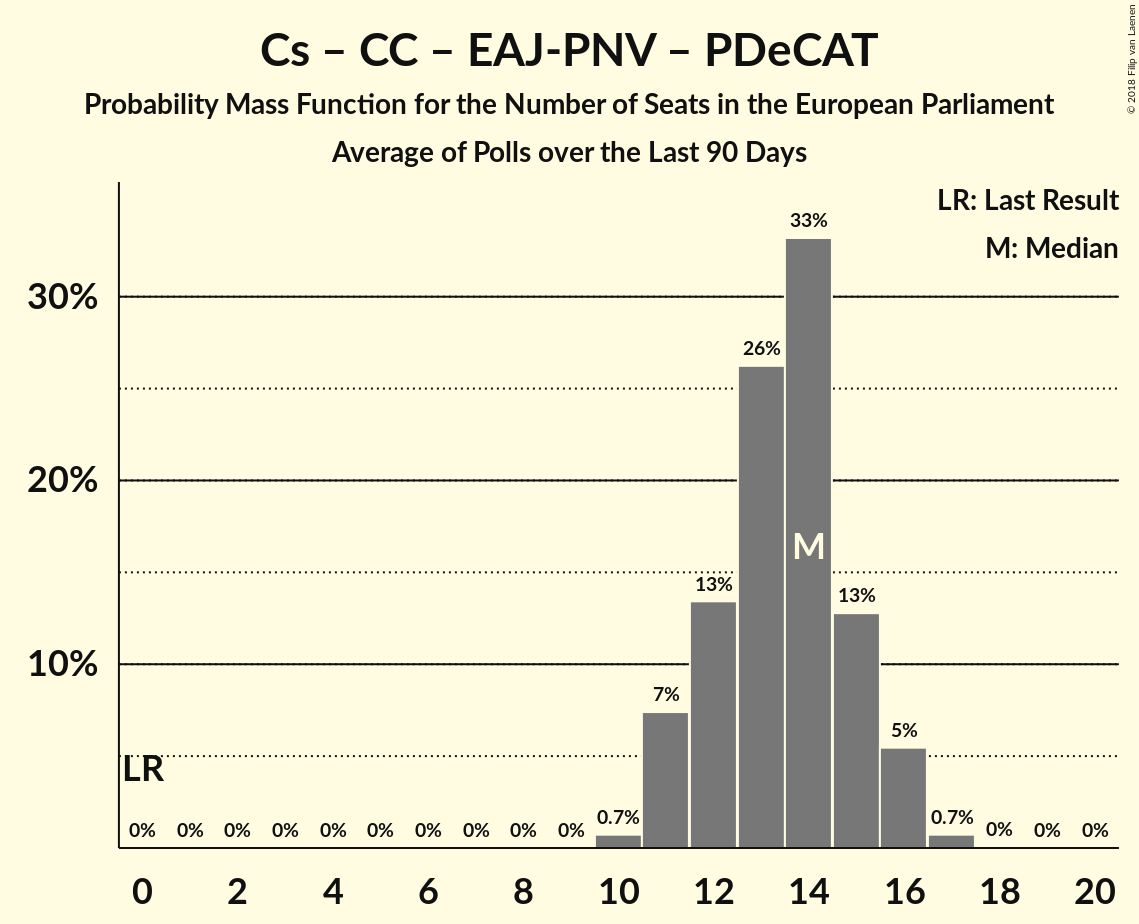 Cs – CC – EAJ-PNV – PDeCAT
Probability Mass Function for the Number of Seats in the European Parliament
Average of Polls over the Last 90 Days
© 2018 Filip van Laenen
LR: Last Result
M: Median
33%
30%
26%
20%
M
13%
13%
10%
7%
5%
LR
0% 0% 0% 0% 0% 0% 0% 0% 0% 0% 0.7% 0.7% 0% 0% 0%
0 2 4 6 8 10 12 14 16 18 20